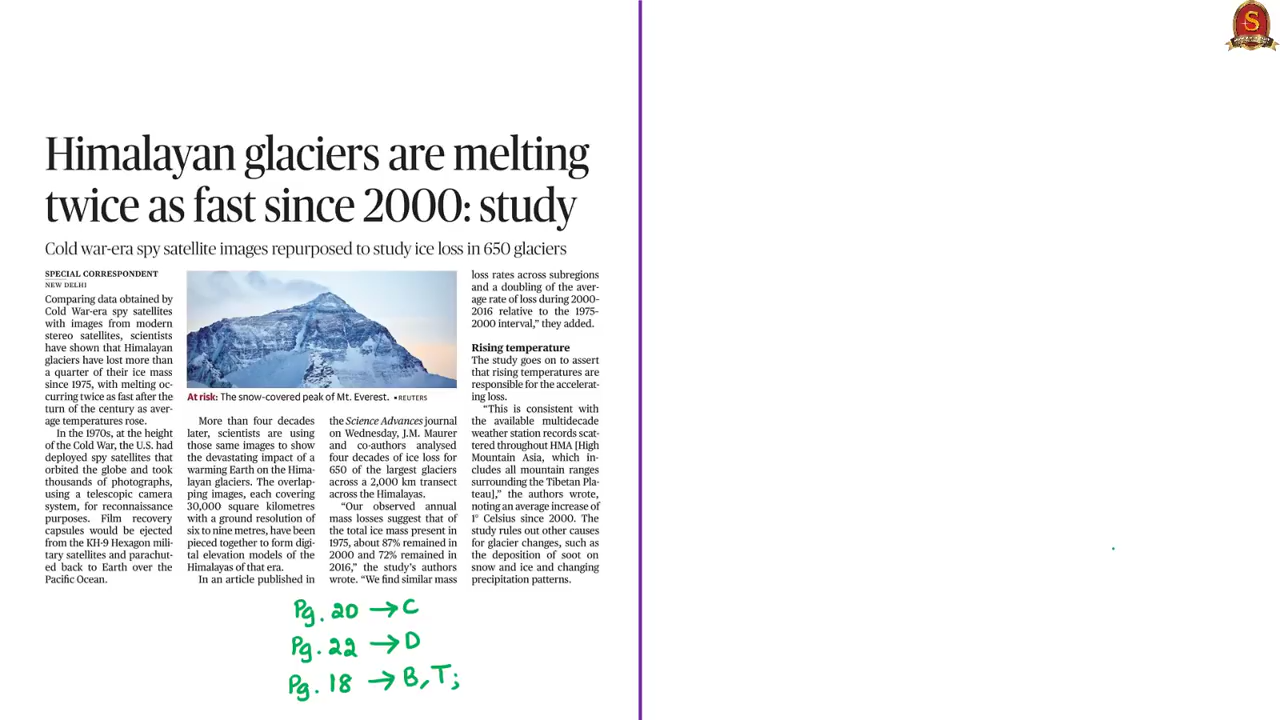 S
Himalayan glaciers are melting
twice as fast since 2000: study
Cold war-era spy satellite images repurposed to study ice loss in 650 glaciers
SPECIAL CORRESPONDENT
NEW DELHI
Comparing data obtained by
Cold War-era spy satellites
with images from modern
stereo satellites, scientists
have shown that Himalayan
glaciers have lost more than
a quarter of their ice mass
since 1975, with melting oc-
curring twice as fast after the
turn of the century as aver-
age temperatures rose.
In the 1970s, at the height
of the Cold War, the U.S. had
deployed spy satellites that
orbited the globe and took
thousands of photographs,
using a telescopic camera
system, for reconnaissance
purposes. Film recovery
capsules would be ejected
from the KH-9 Hexagon mili-
tary satellites and parachut-
ed back to Earth over the
Pacific Ocean.
At risk: The snow-covered peak of Mt. Everest. ▪REUTERS
More than four decades
later, scientists are using
those same images to show
the devastating impact of a
warming Earth on the Hima-
layan glaciers. The overlap-
ping images, each covering
30,000 square kilometres
with a ground resolution of
six to nine metres, have been
pieced together to form digi-
tal elevation models of the
Himalayas of that era.
In an article published in
the Science Advances journal
on Wednesday, J.M. Maurer
and co-authors analysed
four decades of ice loss for
650 of the largest glaciers
across a 2,000 km transect
across the Himalayas.
“Our observed annual
mass losses suggest that of
the total ice mass present in
1975, about 87% remained in
2000 and 72% remained in
2016,” the study’s authors
wrote. “We find similar mass
loss rates across subregions
and a doubling of the aver-
age rate of loss during 2000-
2016 relative to the 1975-
2000 interval,” they added.
Rising temperature
The study goes on to assert
that rising temperatures are
responsible for the accelerat-
ing loss.
“This is consistent with
the available multidecade
weather station records scat-
tered throughout HMA [High
Mountain Asia, which in-
cludes all mountain ranges
surrounding the Tibetan Pla-
teau],” the authors wrote,
noting an average increase of
1° Celsius since 2000. The
study rules out other causes
for glacier changes, such as
the deposition of soot on
snow and ice and changing
precipitation patterns.
Pg. 20 → C
Pg. 22 → D
Pg. 18 → B, T;